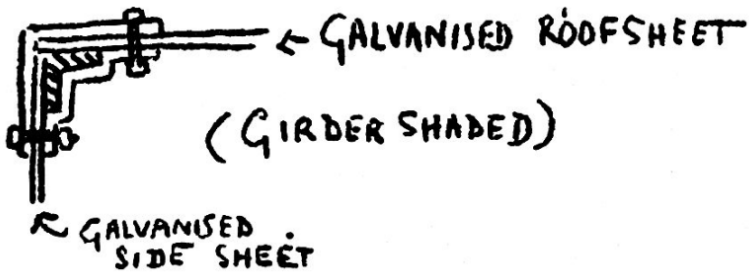 ← GALVANISED ROOFSHEET
(GIRDER SHADED)
↖ GALVANISED
SIDE SHEET